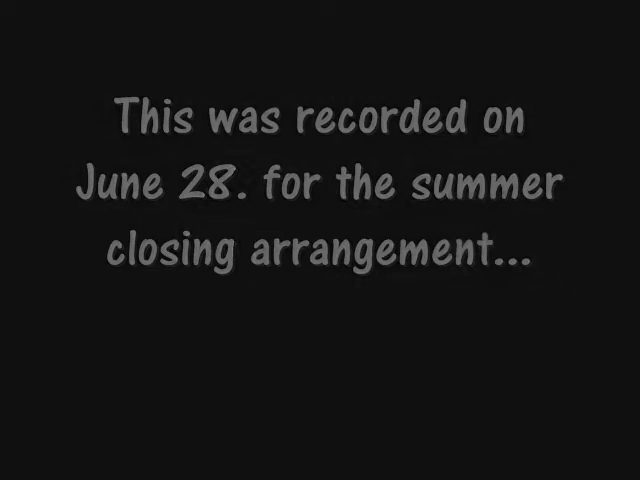 This was recorded on
June 28. for the summer
closing arrangement...